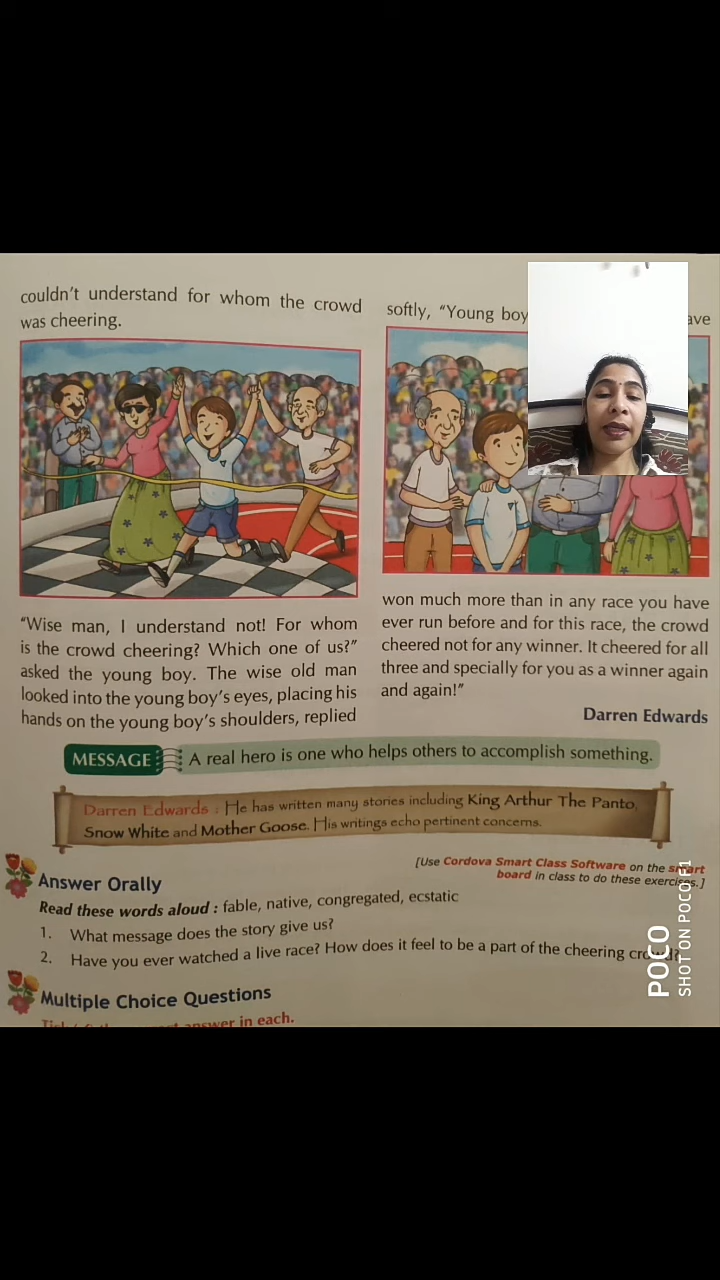 couldn't understand for whom the crowd
was cheering.
"Wise man, I understand not! For whom
is the crowd cheering? Which one of us?"
asked the young boy. The wise old man
looked into the young boy's eyes, placing his
hands on the young boy's shoulders, replied
softly, "Young boy
won much more than in any race you have
ever run before and for this race, the crowd
cheered not for any winner. It cheered for all
three and specially for you as a winner again
and again!"
Darren Edwards
MESSAGE A real hero is one who helps others to accomplish something.
Darren Edwards : He has written many stories including King Arthur The Panto,
Snow White and Mother Goose. His writings echo pertinent concerns.
[Use Cordova Smart Class Software on the smart
board in class to do these exercises.]
Answer Orally
Read these words aloud : fable, native, congregated, ecstatic
1. What message does the story give us?
2. Have you ever watched a live race? How does it feel to be a part of the cheering crowd?
Multiple Choice Questions
answer in each.
POCO
SHOT ON POCO F1